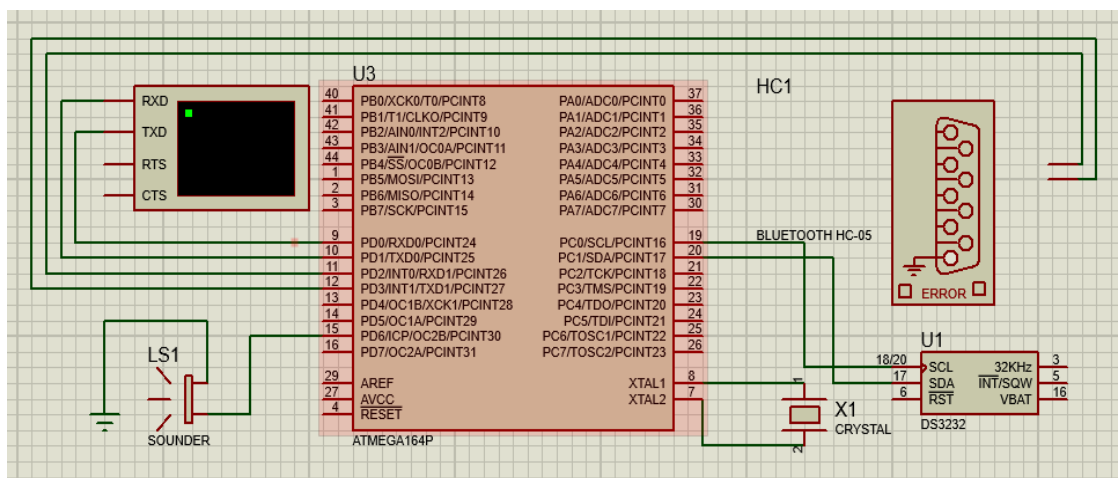 U3
HC1
RXD
TXD
RTS
CTS
40 PB0/XCK0/T0/PCINT8 PA0/ADC0/PCINT0 37
41 PB1/T1/CLKO/PCINT9 PA1/ADC1/PCINT1 36
42 PB2/AIN0/INT2/PCINT10 PA2/ADC2/PCINT2 35
43 PB3/AIN1/OC0A/PCINT11 PA3/ADC3/PCINT3 34
44 PB4/SS/OC0B/PCINT12 PA4/ADC4/PCINT4 33
1 PB5/MOSI/PCINT13 PA5/ADC5/PCINT5 32
2 PB6/MISO/PCINT14 PA6/ADC6/PCINT6 31
3 PB7/SCK/PCINT15 PA7/ADC7/PCINT7 30
9 PD0/RXD0/PCINT24 PC0/SCL/PCINT16 19
10 PD1/TXD0/PCINT25 PC1/SDA/PCINT17 20
11 PD2/INT0/RXD1/PCINT26 PC2/TCK/PCINT18 21
12 PD3/INT1/TXD1/PCINT27 PC3/TMS/PCINT19 22
13 PD4/OC1B/XCK1/PCINT28 PC4/TDO/PCINT20 23
14 PD5/OC1A/PCINT29 PC5/TDI/PCINT21 24
15 PD6/ICP/OC2B/PCINT30 PC6/TOSC1/PCINT22 25
16 PD7/OC2A/PCINT31 PC7/TOSC2/PCINT23 26
29 AREF XTAL1 8
27 AVCC XTAL2 7
4 RESET
ATMEGA164P
BLUETOOTH HC-05
ERROR
LS1
SOUNDER
1
X1
CRYSTAL
2
U1
18/20 SCL 32KHz 3
17 SDA INT/SQW 5
6 RST VBAT 16
DS3232